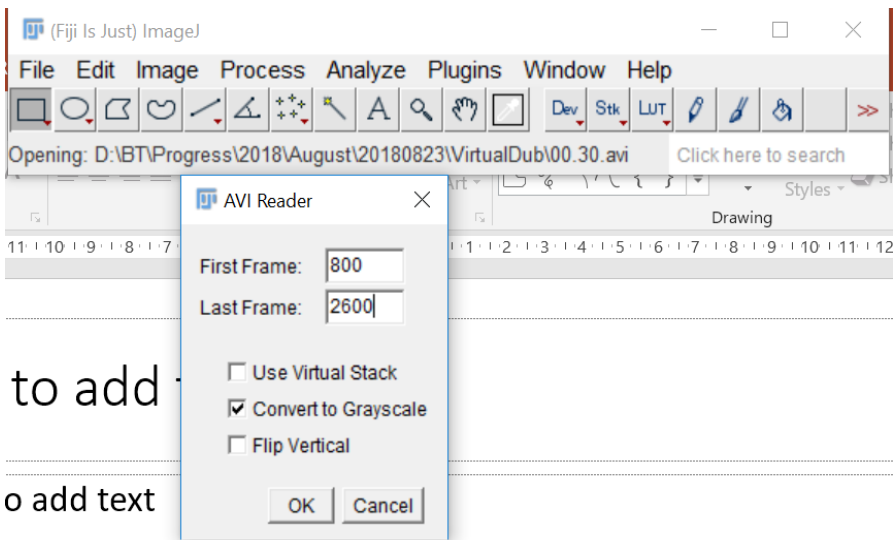 (Fiji Is Just) ImageJ
File Edit Image Process Analyze Plugins Window Help
A Dev Stk LUT >>
Opening: D:\BT\Progress\2018\August\20180823\VirtualDub\00.30.avi Click here to search
AVI Reader
Art
Styles
Drawing
11 10 9 8 7 1 2 3 4 5 6 7 8 9 10 11 12
First Frame: 800
Last Frame: 2600
Use Virtual Stack
to add
Convert to Grayscale
Flip Vertical
o add text
OK Cancel